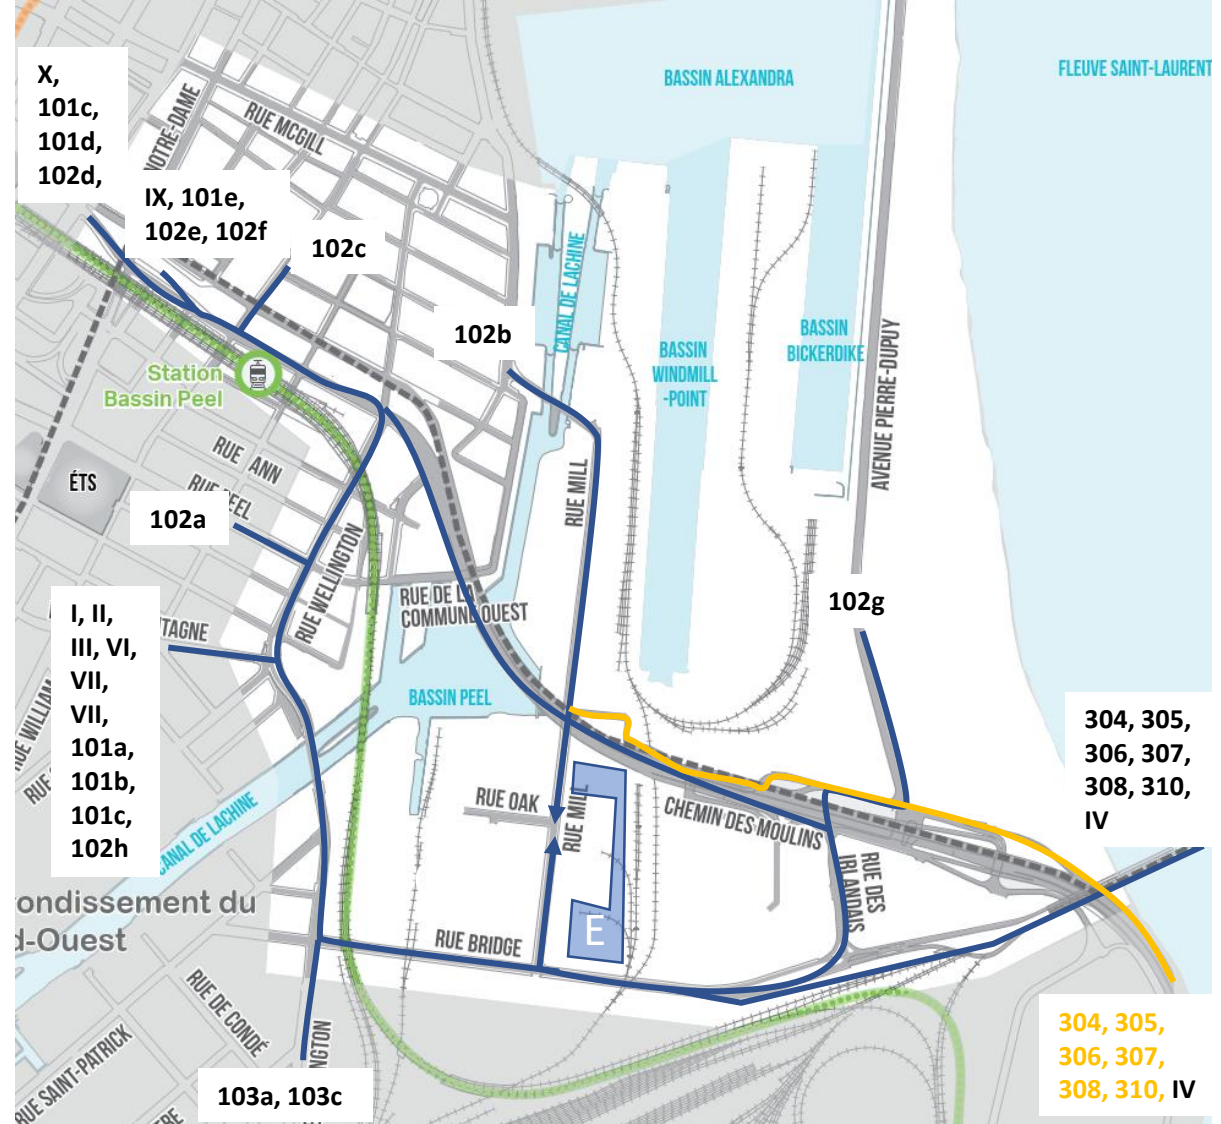 X,
101c,
101d,
102d,
NOTRE-DAME
RUE MCGILL
BASSIN ALEXANDRA
FLEUVE SAINT-LAURENT
IX, 101e,
102e, 102f
102c
102b
CANAL DE LACHINE
BASSIN
WINDMILL
-POINT
BASSIN
BICKERDIKE
AVENUE PIERRE-DUPUY
Station
Bassin Peel
RUE ANN
ÉTS
102a
RUE MILL
RUE WELLINGTON
RUE DE LA
COMMUNE OUEST
102g
I, II,
III, VI,
VII,
VII,
101a,
101b,
101c,
102h
TAGNE
RUE WILLIAM
BASSIN PEEL
304, 305,
306, 307,
308, 310,
IV
RUE OAK
RUE MILL
CHEMIN DES MOULINS
RUE DES
IRLANDAIS
CANAL DE LACHINE
ondissement du
d-Ouest
RUE BRIDGE
E
RUE DE CONDÉ
NGTON
RUE SAINT-PATRICK
103a, 103c
304, 305,
306, 307,
308, 310, IV